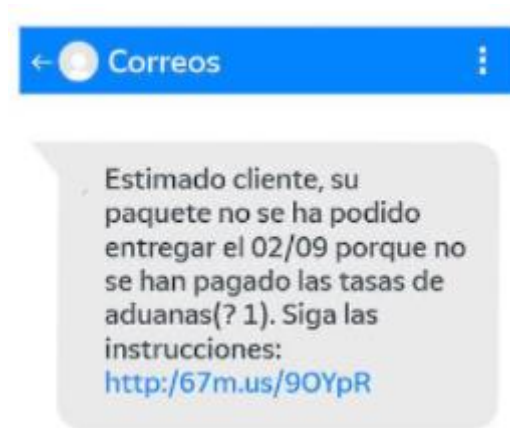 Correos
Estimado cliente, su
paquete no se ha podido
entregar el 02/09 porque no
se han pagado las tasas de
aduanas(? 1). Siga las
instrucciones:
http:/67m.us/9OYpR